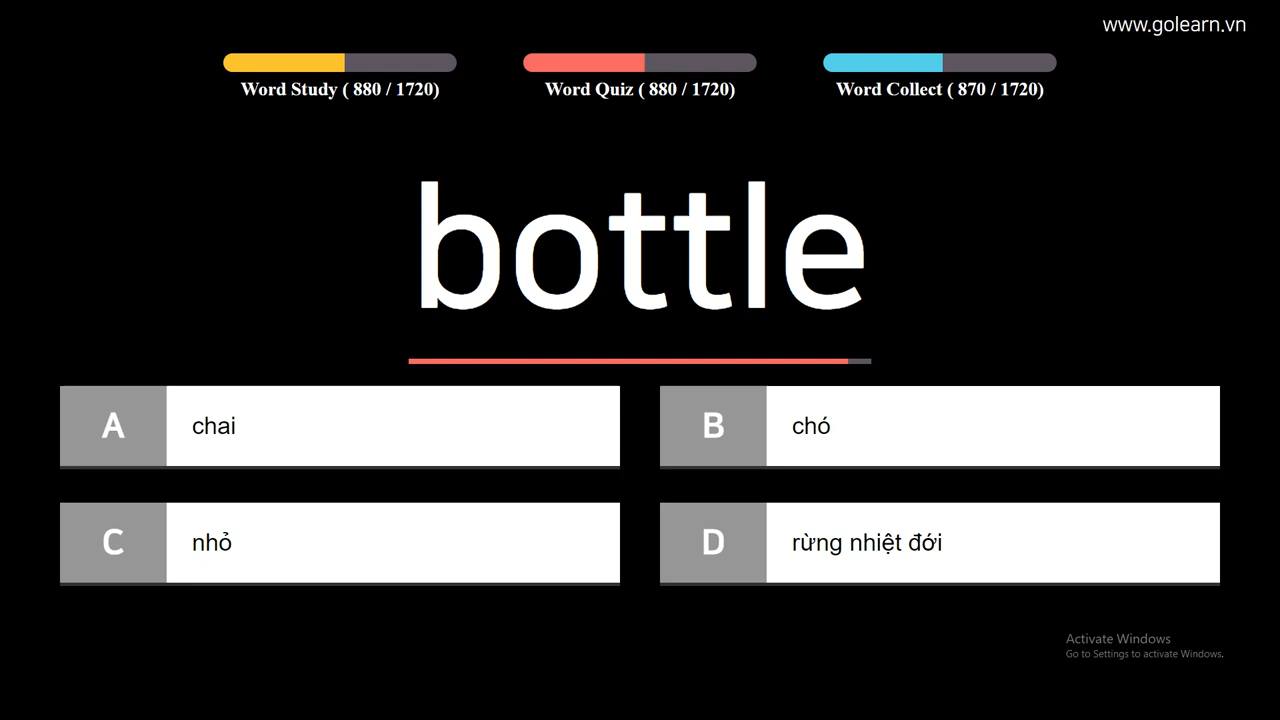 www.golearn.vn
Word Study ( 880 / 1720)
Word Quiz ( 880 / 1720)
Word Collect ( 870 / 1720)
bottle
A chai
B chó
C nhỏ
D rừng nhiệt đới
Activate Windows
Go to Settings to activate Windows.